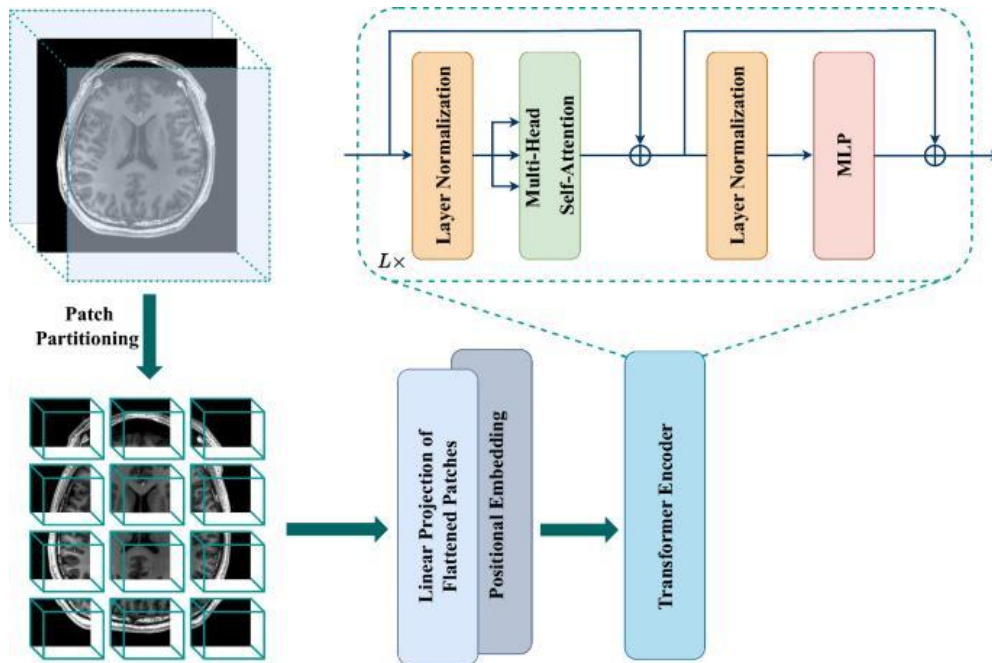 Layer Normalization
Multi-Head
Self-Attention
Layer Normalization
MLP
L×
Patch
Partitioning
Linear Projection of
Flattened Patches
Positional Embedding
Transformer Encoder